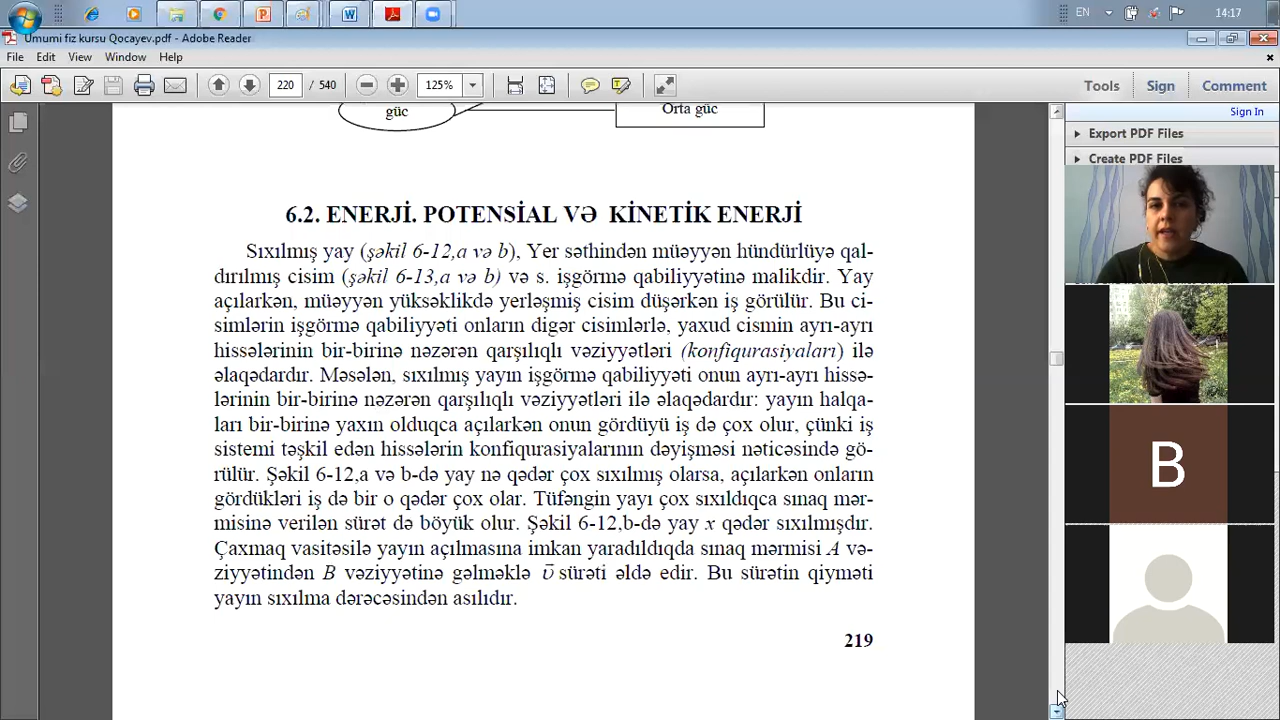 EN
14:17
Umumi fiz kursu Qocayev.pdf - Adobe Reader
File Edit View Window Help
220 / 540 125% Tools Sign Comment
Sign In
Export PDF Files
Create PDF Files
güc
Orta güc
6.2. ENERJİ. POTENSİAL VƏ KİNETİK ENERJİ
Sıxılmış yay (şəkil 6-12,a və b), Yer səthindən müəyyən hündürlüyə qal-
dırılmış cisim (şəkil 6-13,a və b) və s. işgörmə qabiliyyətinə malikdir. Yay
açılarkən, müəyyən yüksəklikdə yerləşmiş cisim düşərkən iş görülür. Bu ci-
simlərin işgörmə qabiliyyəti onların digər cisimlərlə, yaxud cismin ayrı-ayrı
hissələrinin bir-birinə nəzərən qarşılıqlı vəziyyətləri (konfiqurasiyaları) ilə
əlaqədardır. Məsələn, sıxılmış yayın işgörmə qabiliyyəti onun ayrı-ayrı hissə-
lərinin bir-birinə nəzərən qarşılıqlı vəziyyətləri ilə əlaqədardır: yayın halqa-
ları bir-birinə yaxın olduqca açılarkən onun gördüyü iş də çox olur, çünki iş
sistemi təşkil edən hissələrin konfiqurasiyalarının dəyişməsi nəticəsində gö-
rülür. Şəkil 6-12,a və b-də yay nə qədər çox sıxılmış olarsa, açılarkən onların
gördükləri iş də bir o qədər çox olar. Tüfəngin yayı çox sıxıldıqca sınaq mər-
misinə verilən sürət də böyük olur. Şəkil 6-12,b-də yay x qədər sıxılmışdır.
Çaxmaq vasitəsilə yayın açılmasına imkan yaradıldıqda sınaq mərmisi A və-
ziyyətindən B vəziyyətinə gəlməklə ῡ sürəti əldə edir. Bu sürətin qiyməti
yayın sıxılma dərəcəsindən asılıdır.
219
B